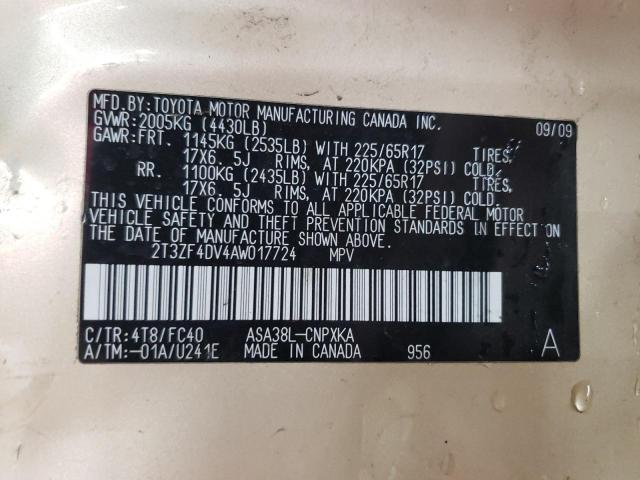 MFD.BY:TOYOTA MOTOR MANUFACTURING CANADA INC.
GVWR:2005KG (4430LB) 09/09
GAWR:FRT. 1145KG (2535LB) WITH 225/65R17 TIRES,
17X6. 5J RIMS, AT 220KPA (32PSI) COLD.
RR. 1100KG (2435LB) WITH 225/65R17 TIRES,
17X6. 5J RIMS, AT 220KPA (32PSI) COLD.
THIS VEHICLE CONFORMS TO ALL APPLICABLE FEDERAL MOTOR
VEHICLE SAFETY AND THEFT PREVENTION STANDARDS IN EFFECT ON
THE DATE OF MANUFACTURE SHOWN ABOVE.
2T3ZF4DV4AW017724 MPV
C/TR:4T8/FC40 ASA38L-CNPXKA
A/TM:-01A/U241E MADE IN CANADA 956 A